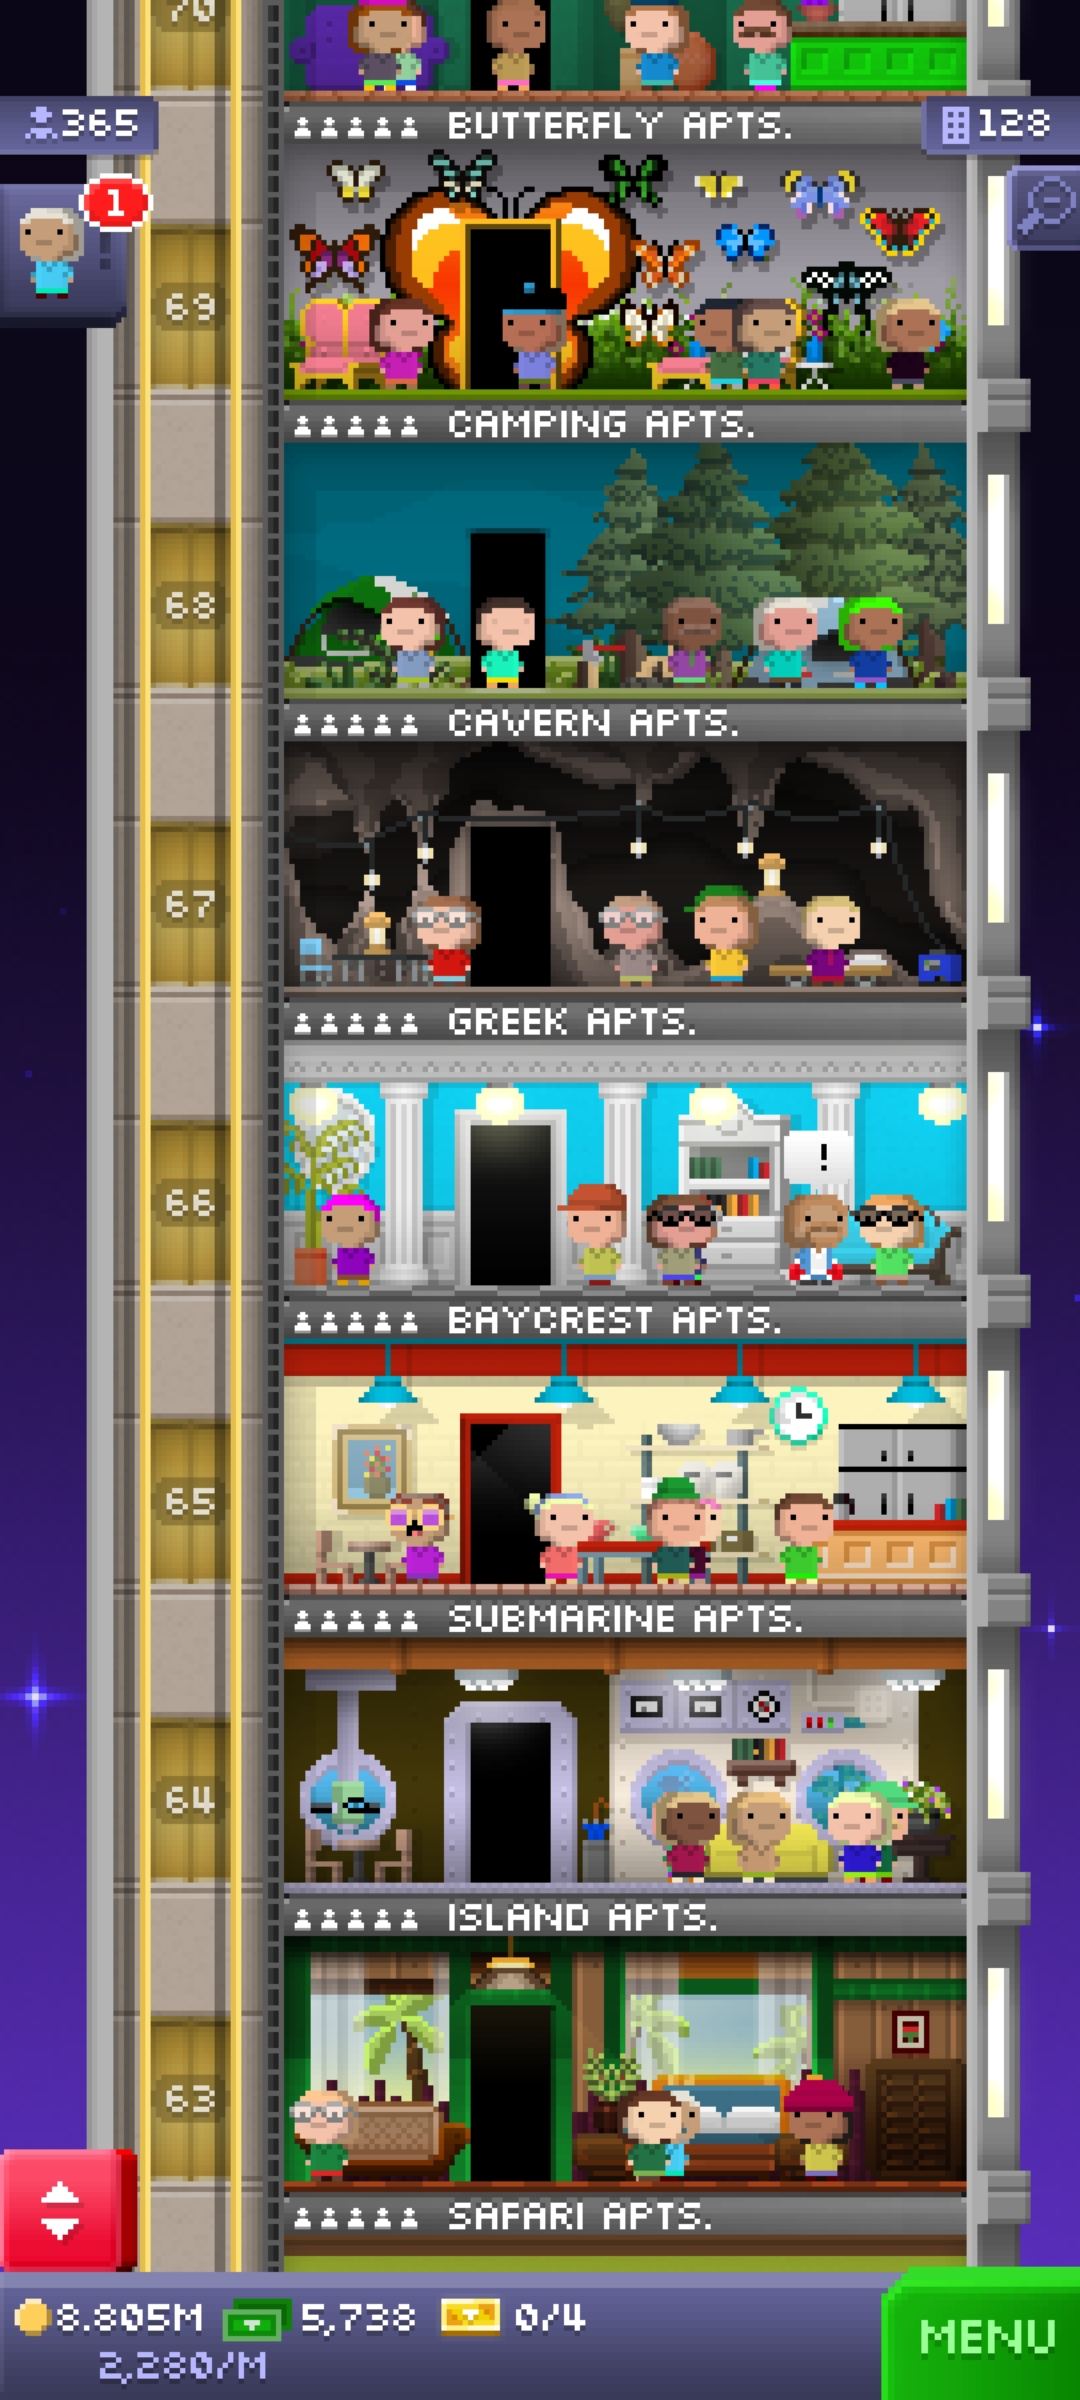 70
BUTTERFLY APTS.
365
128
1
69
CAMPING APTS.
68
CAVERN APTS.
67
GREEK APTS.
!
66
BAYCREST APTS.
65
SUBMARINE APTS.
64
ISLAND APTS.
63
SAFARI APTS.
8.805M 5,738 0/4
MENU
2,280/M